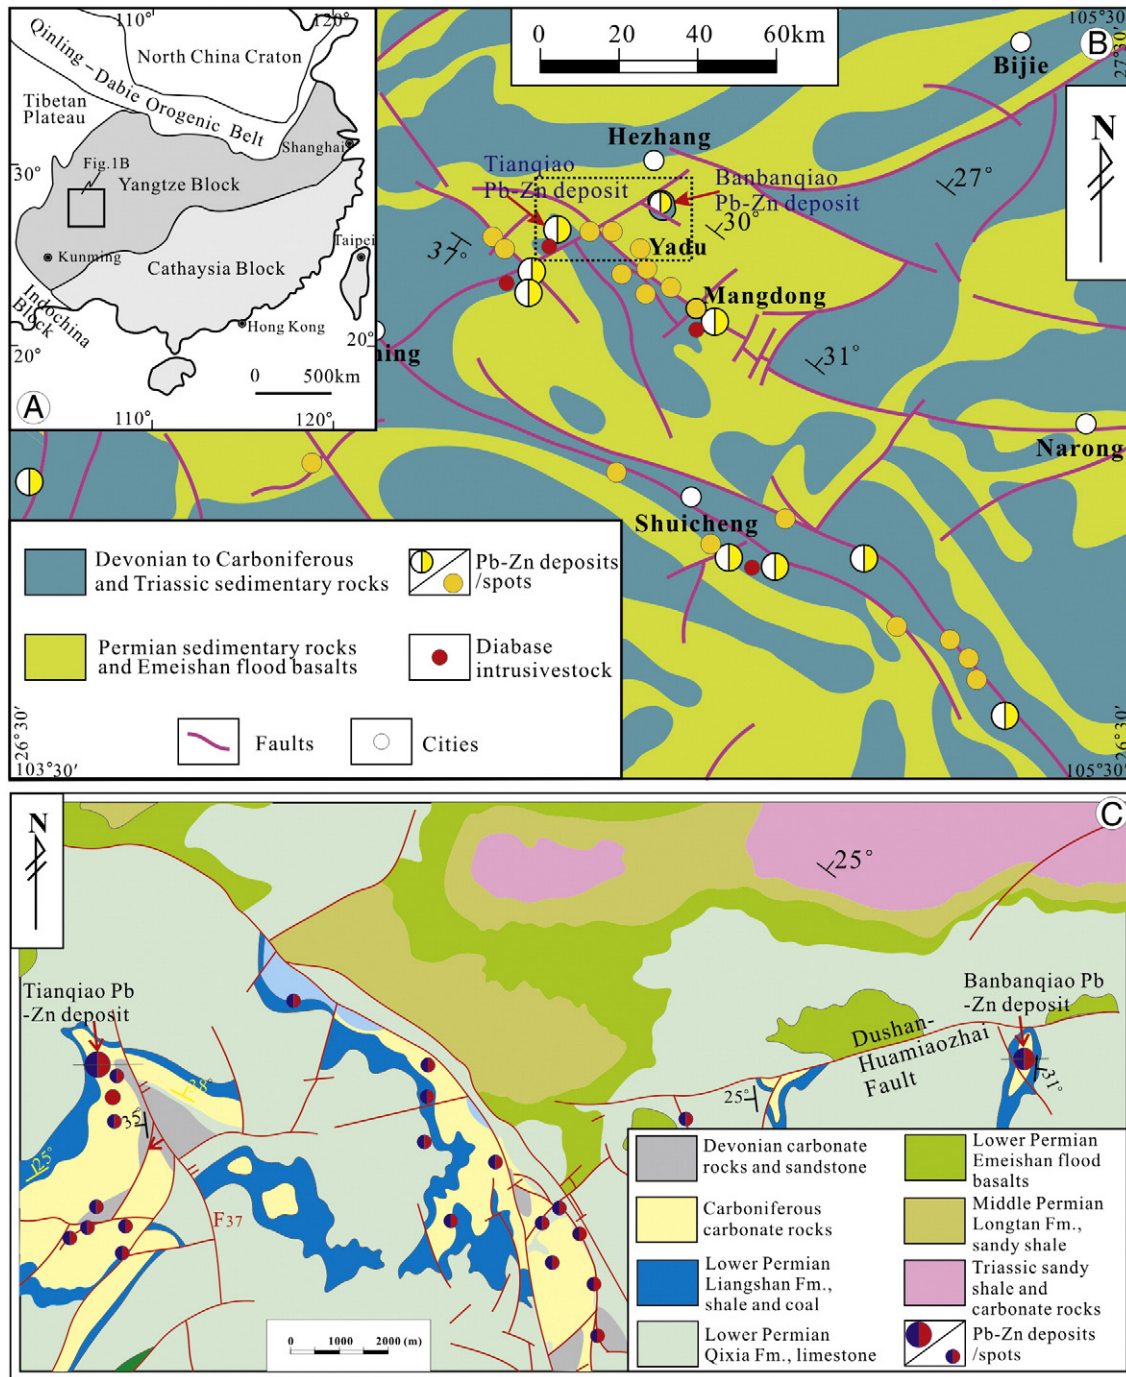 110°
120°
Qinling-Dabie Orogenic Belt
North China Craton
Tibetan
Plateau
Shanghai
30°
Fig.1B
Yangtze Block
Kunming
Taipei
Cathaysia Block
Indochina
Block
Hong Kong
20°
20°
0 500km
A
110°
120°
0 20 40 60km
105°30′
B
27°30′
Bijie
N
Hezhang
Tianqiao
Pb-Zn deposit
Banbanqiao
Pb-Zn deposit
27°
30°
37°
Yadu
Mangdong
31°
ning
Narong
Shuicheng
Devonian to Carboniferous
and Triassic sedimentary rocks
Pb-Zn deposits
/spots
Permian sedimentary rocks
and Emeishan flood basalts
Diabase
intrusivestock
Faults
Cities
26°30′
103°30′
26°30′
105°30′
N
C
25°
Tianqiao Pb
-Zn deposit
Banbanqiao Pb
-Zn deposit
Dushan-
Huamiaozhai
Fault
38°
35°
25°
25°
31°
F37
0 1000 2000 (m)
Devonian carbonate
rocks and sandstone
Carboniferous
carbonate rocks
Lower Permian
Liangshan Fm.,
shale and coal
Lower Permian
Qixia Fm., limestone
Lower Permian
Emeishan flood
basalts
Middle Permian
Longtan Fm.,
sandy shale
Triassic sandy
shale and
carbonate rocks
Pb-Zn deposits
/spots